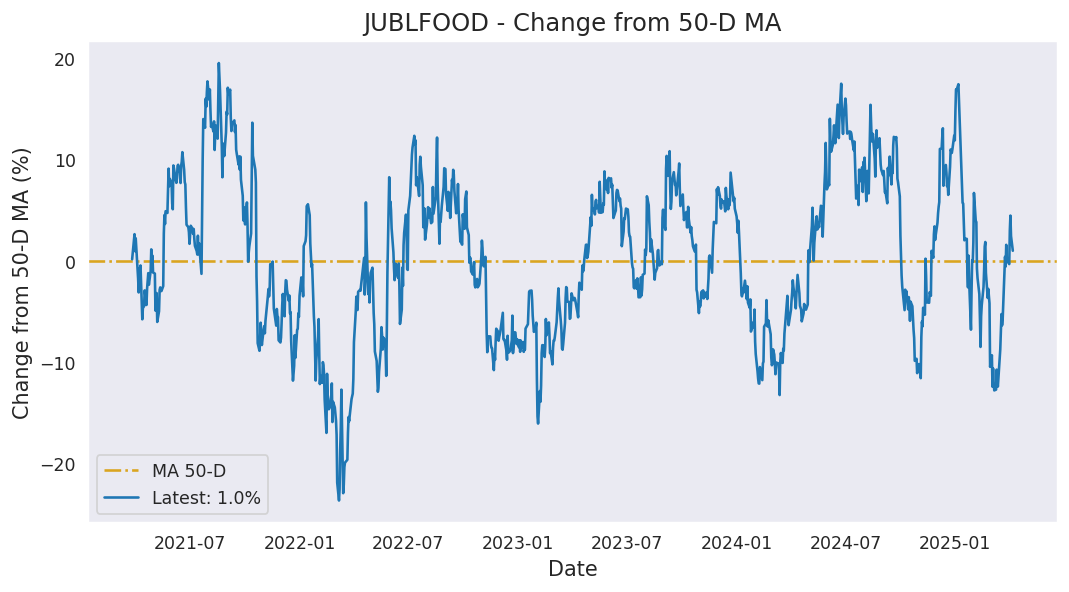 JUBLFOOD - Change from 50-D MA
Change from 50-D MA (%)
20
10
0
−10
−20
MA 50-D
Latest: 1.0%
2021-07 2022-01 2022-07 2023-01 2023-07 2024-01 2024-07 2025-01
Date